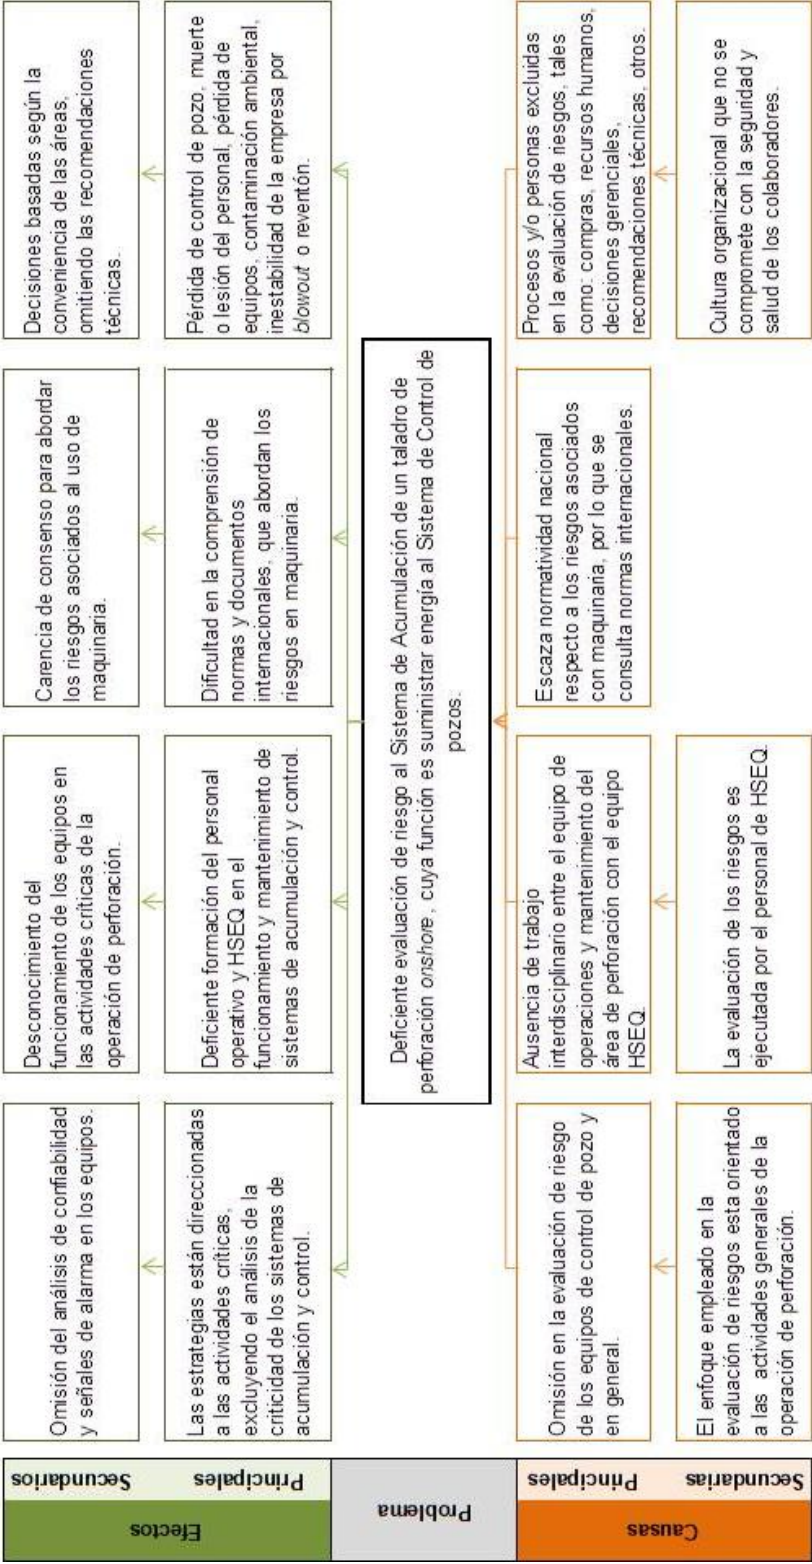 Efectos
Secundarios
Omisión del análisis de confiabilidad
y señales de alarma en los equipos.
Desconocimiento del
funcionamiento de los equipos en
las actividades críticas de la
operación de perforación.
Carencia de consenso para abordar
los riesgos asociados al uso de
maquinaria.
Decisiones basadas según la
conveniencia de las áreas,
omitiendo las recomendaciones
técnicas.
Principales
Las estrategias están direccionadas
a las actividades críticas,
excluyendo el análisis de la
criticidad de los sistemas de
acumulación y control.
Deficiente formación del personal
operativo y HSEQ en el
funcionamiento y mantenimiento de
sistemas de acumulación y control.
Dificultad en la comprensión de
normas y documentos
internacionales, que abordan los
riesgos en maquinaria.
Pérdida de control de pozo, muerte
o lesión del personal, pérdida de
equipos, contaminación ambiental,
inestabilidad de la empresa por
blowout o reventón.
Problema
Deficiente evaluación de riesgo al Sistema de Acumulación de un taladro de
perforación onshore, cuya función es suministrar energía al Sistema de Control de
pozos.
Causas
Principales
Omisión en la evaluación de riesgo
de los equipos de control de pozo y
en general.
Ausencia de trabajo
interdisciplinario entre el equipo de
operaciones y mantenimiento del
área de perforación con el equipo
HSEQ.
Escaza normatividad nacional
respecto a los riesgos asociados
con maquinaria, por lo que se
consulta normas internacionales.
Procesos y/o personas excluidas
en la evaluación de riesgos, tales
como: compras, recursos humanos,
decisiones gerenciales,
recomendaciones técnicas, otros.
Secundarias
El enfoque empleado en la
evaluación de riesgos esta orientado
a las actividades generales de la
operación de perforación.
La evaluación de los riesgos es
ejecutada por el personal de HSEQ.
Cultura organizacional que no se
compromete con la seguridad y
salud de los colaboradores.